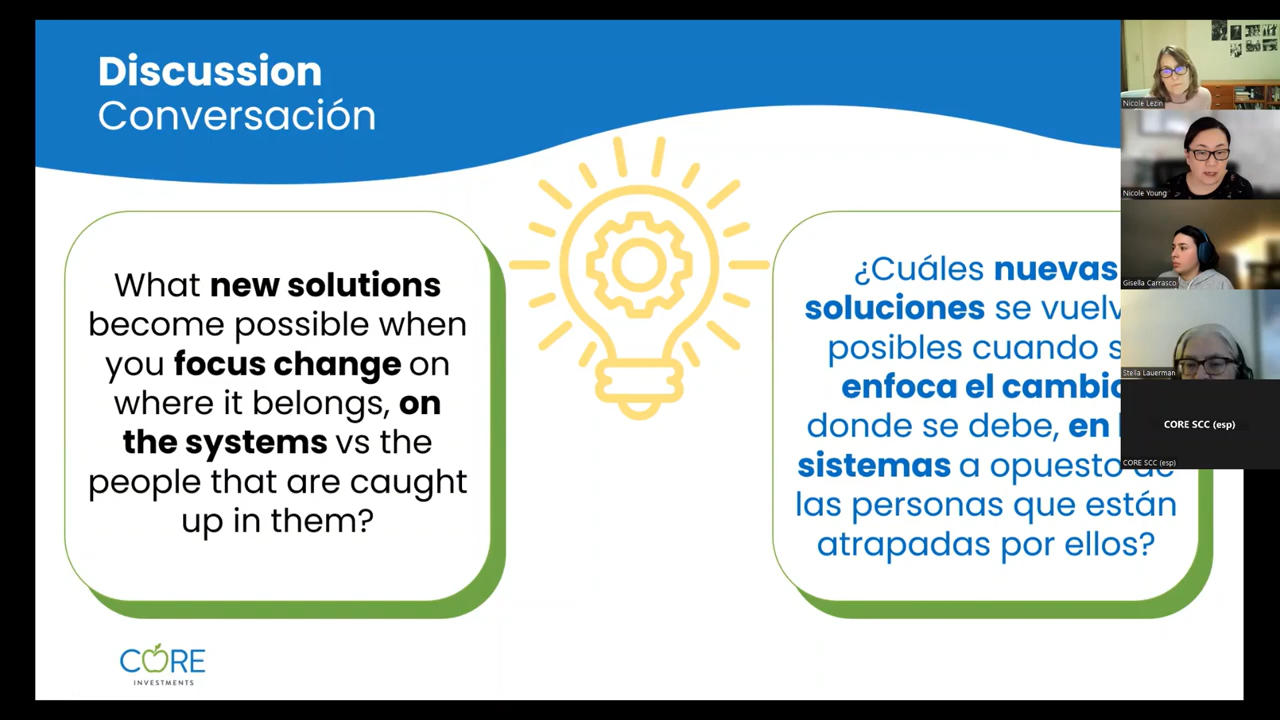 Discussion
Conversación
What new solutions
become possible when
you focus change on
where it belongs, on
the systems vs the
people that are caught
up in them?
¿Cuáles nuevas
soluciones se vuelv
posibles cuando s
enfoca el cambio
donde se debe, en
sistemas a opuesto de
las personas que están
atrapadas por ellos?
CORE
INVESTMENTS
Nicole Lezin
Nicole Young
Gisella Carrasco
Stella Lauerman
CORE SCC (esp)
CORE SCC (esp)